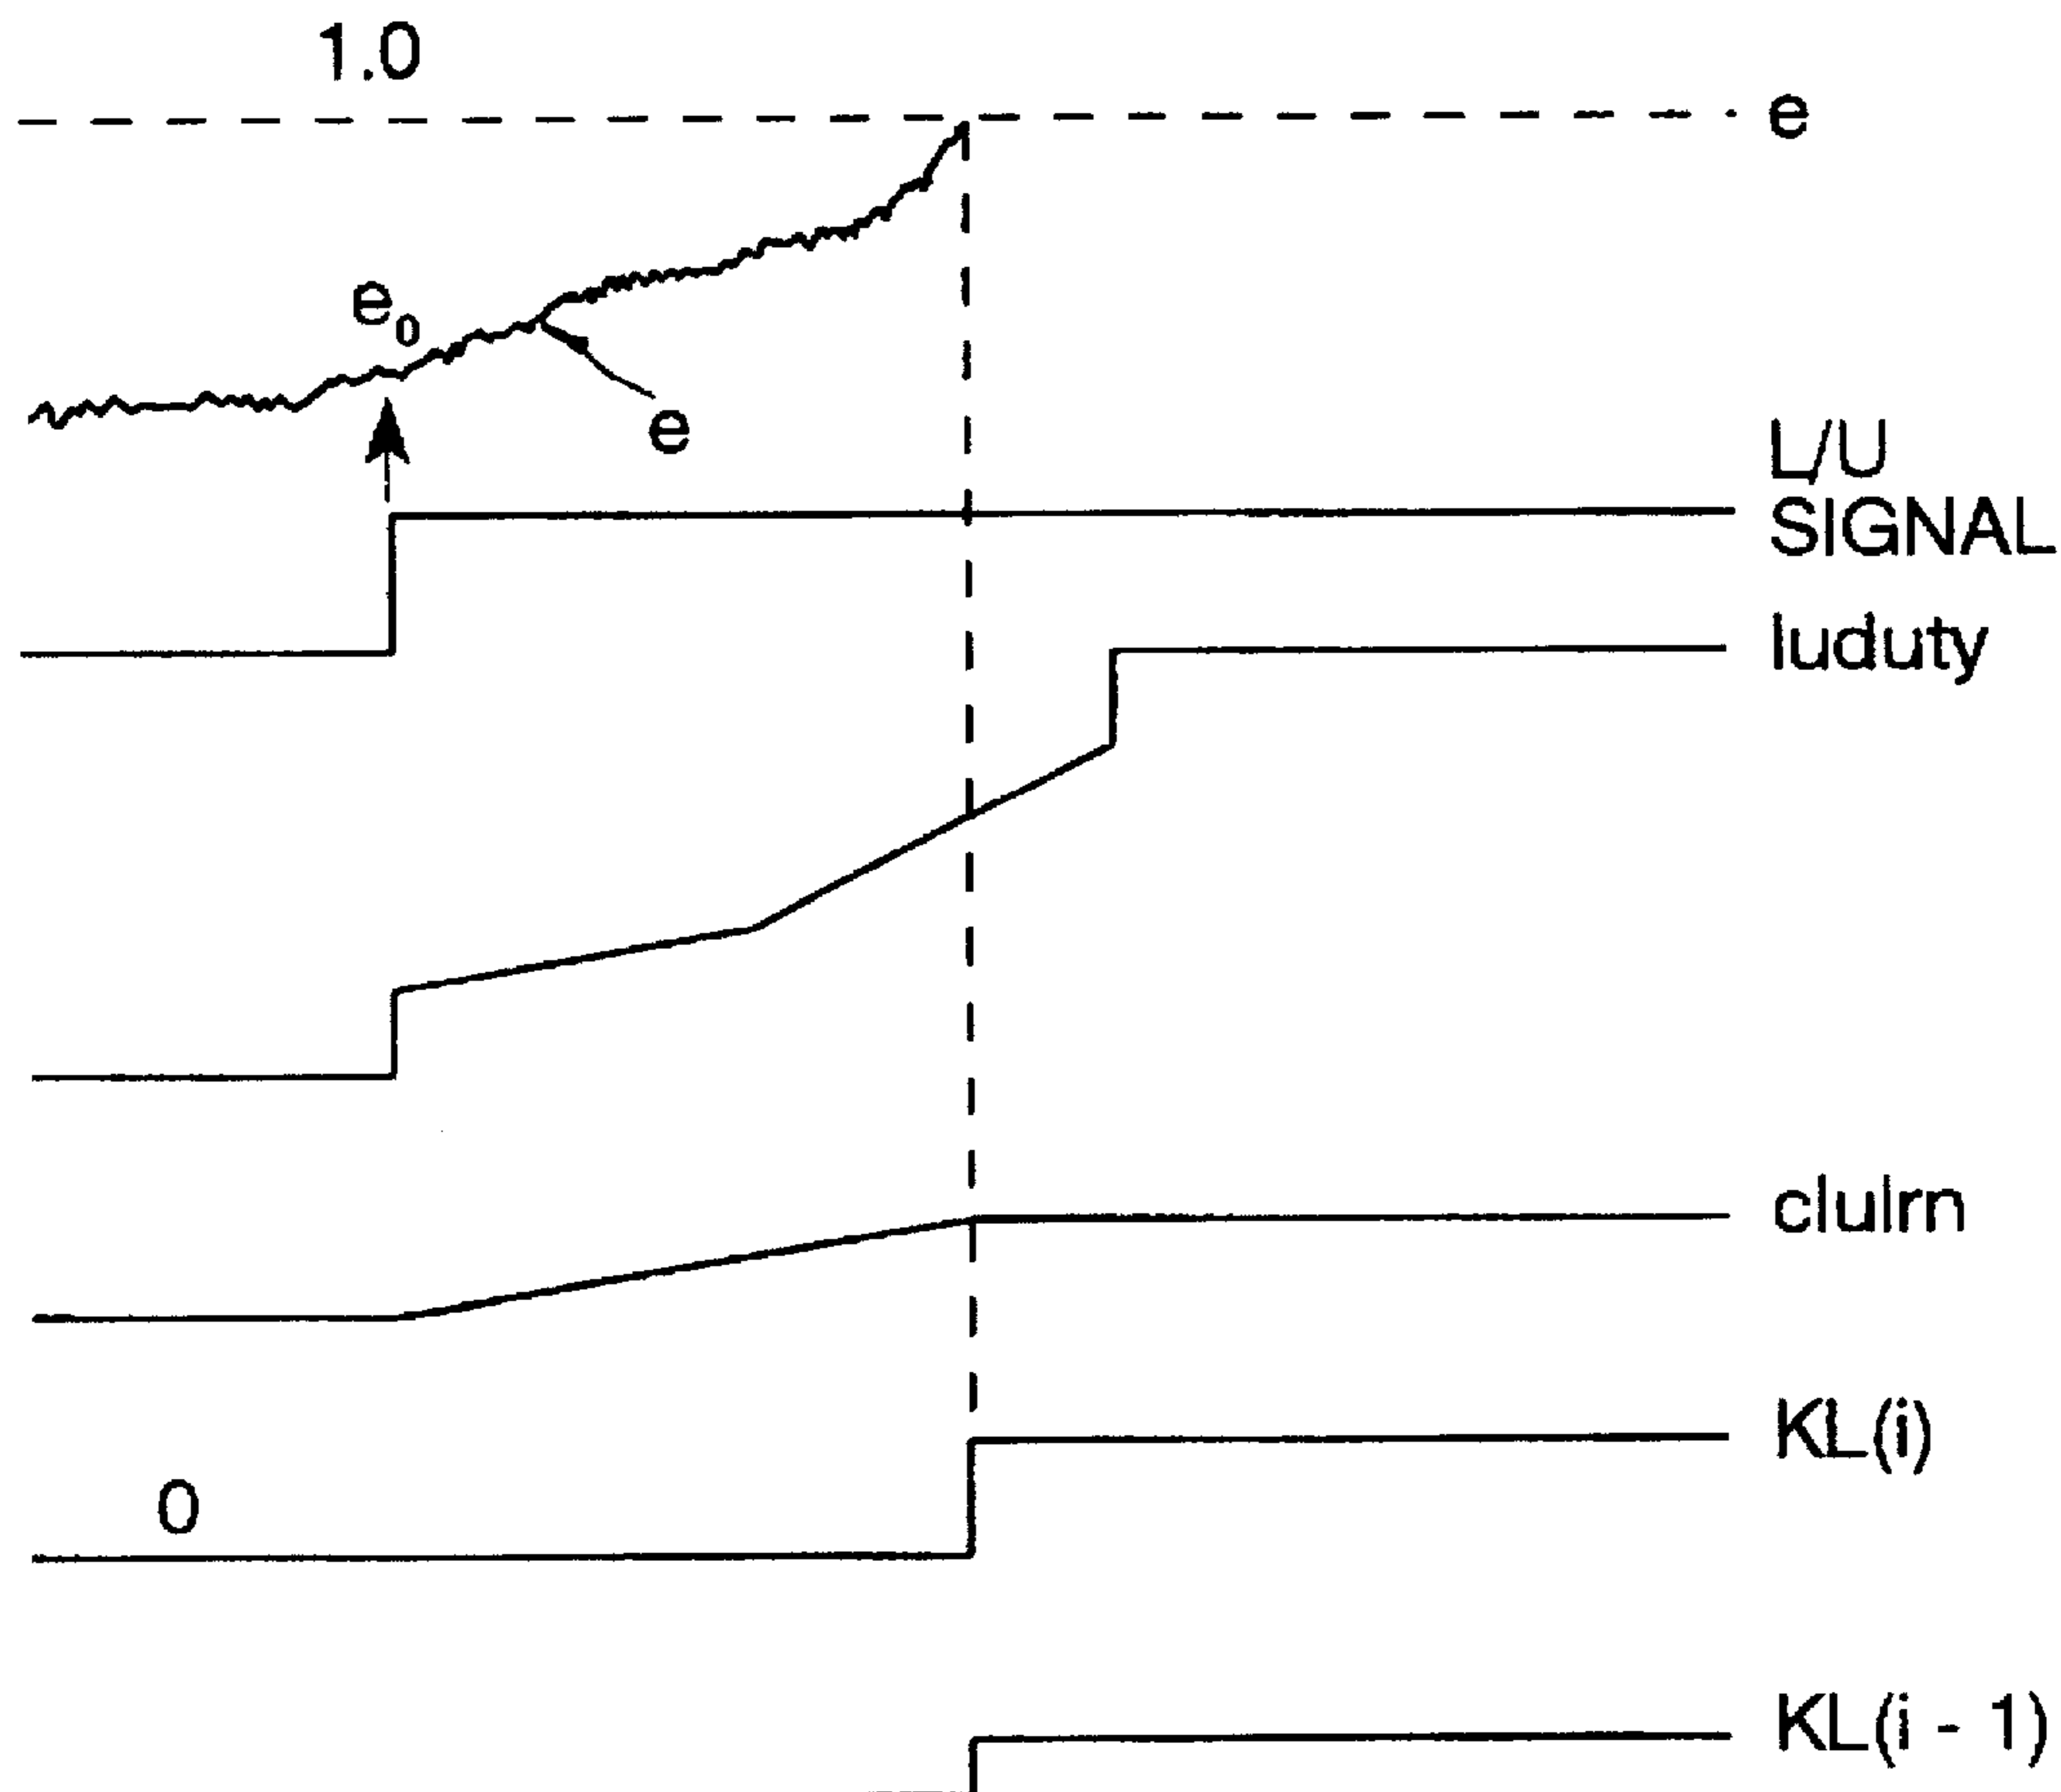 1.0
e
e0
e
L/U
SIGNAL
luduty
clulrn
KL(i)
0
KL(i - 1)